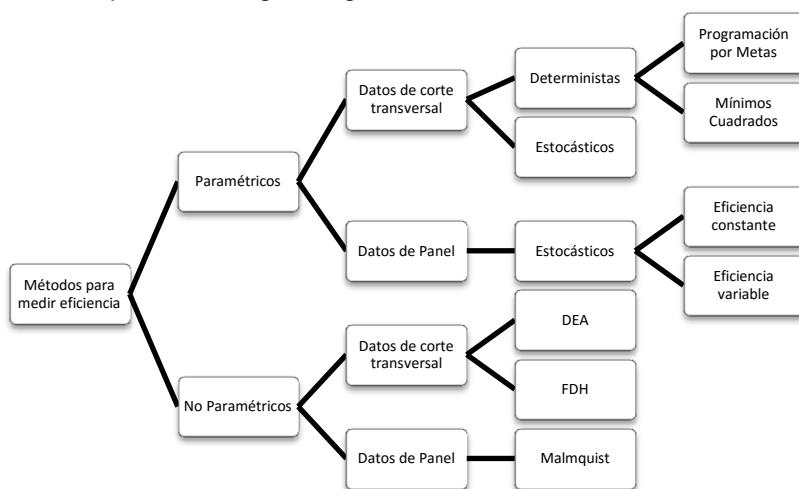 Programación
por Metas
Deterministas
Datos de corte
transversal
Mínimos
Cuadrados
Estocásticos
Paramétricos
Eficiencia
constante
Datos de Panel
Estocásticos
Eficiencia
variable
Métodos para
medir eficiencia
DEA
Datos de corte
transversal
FDH
No Paramétricos
Datos de Panel
Malmquist